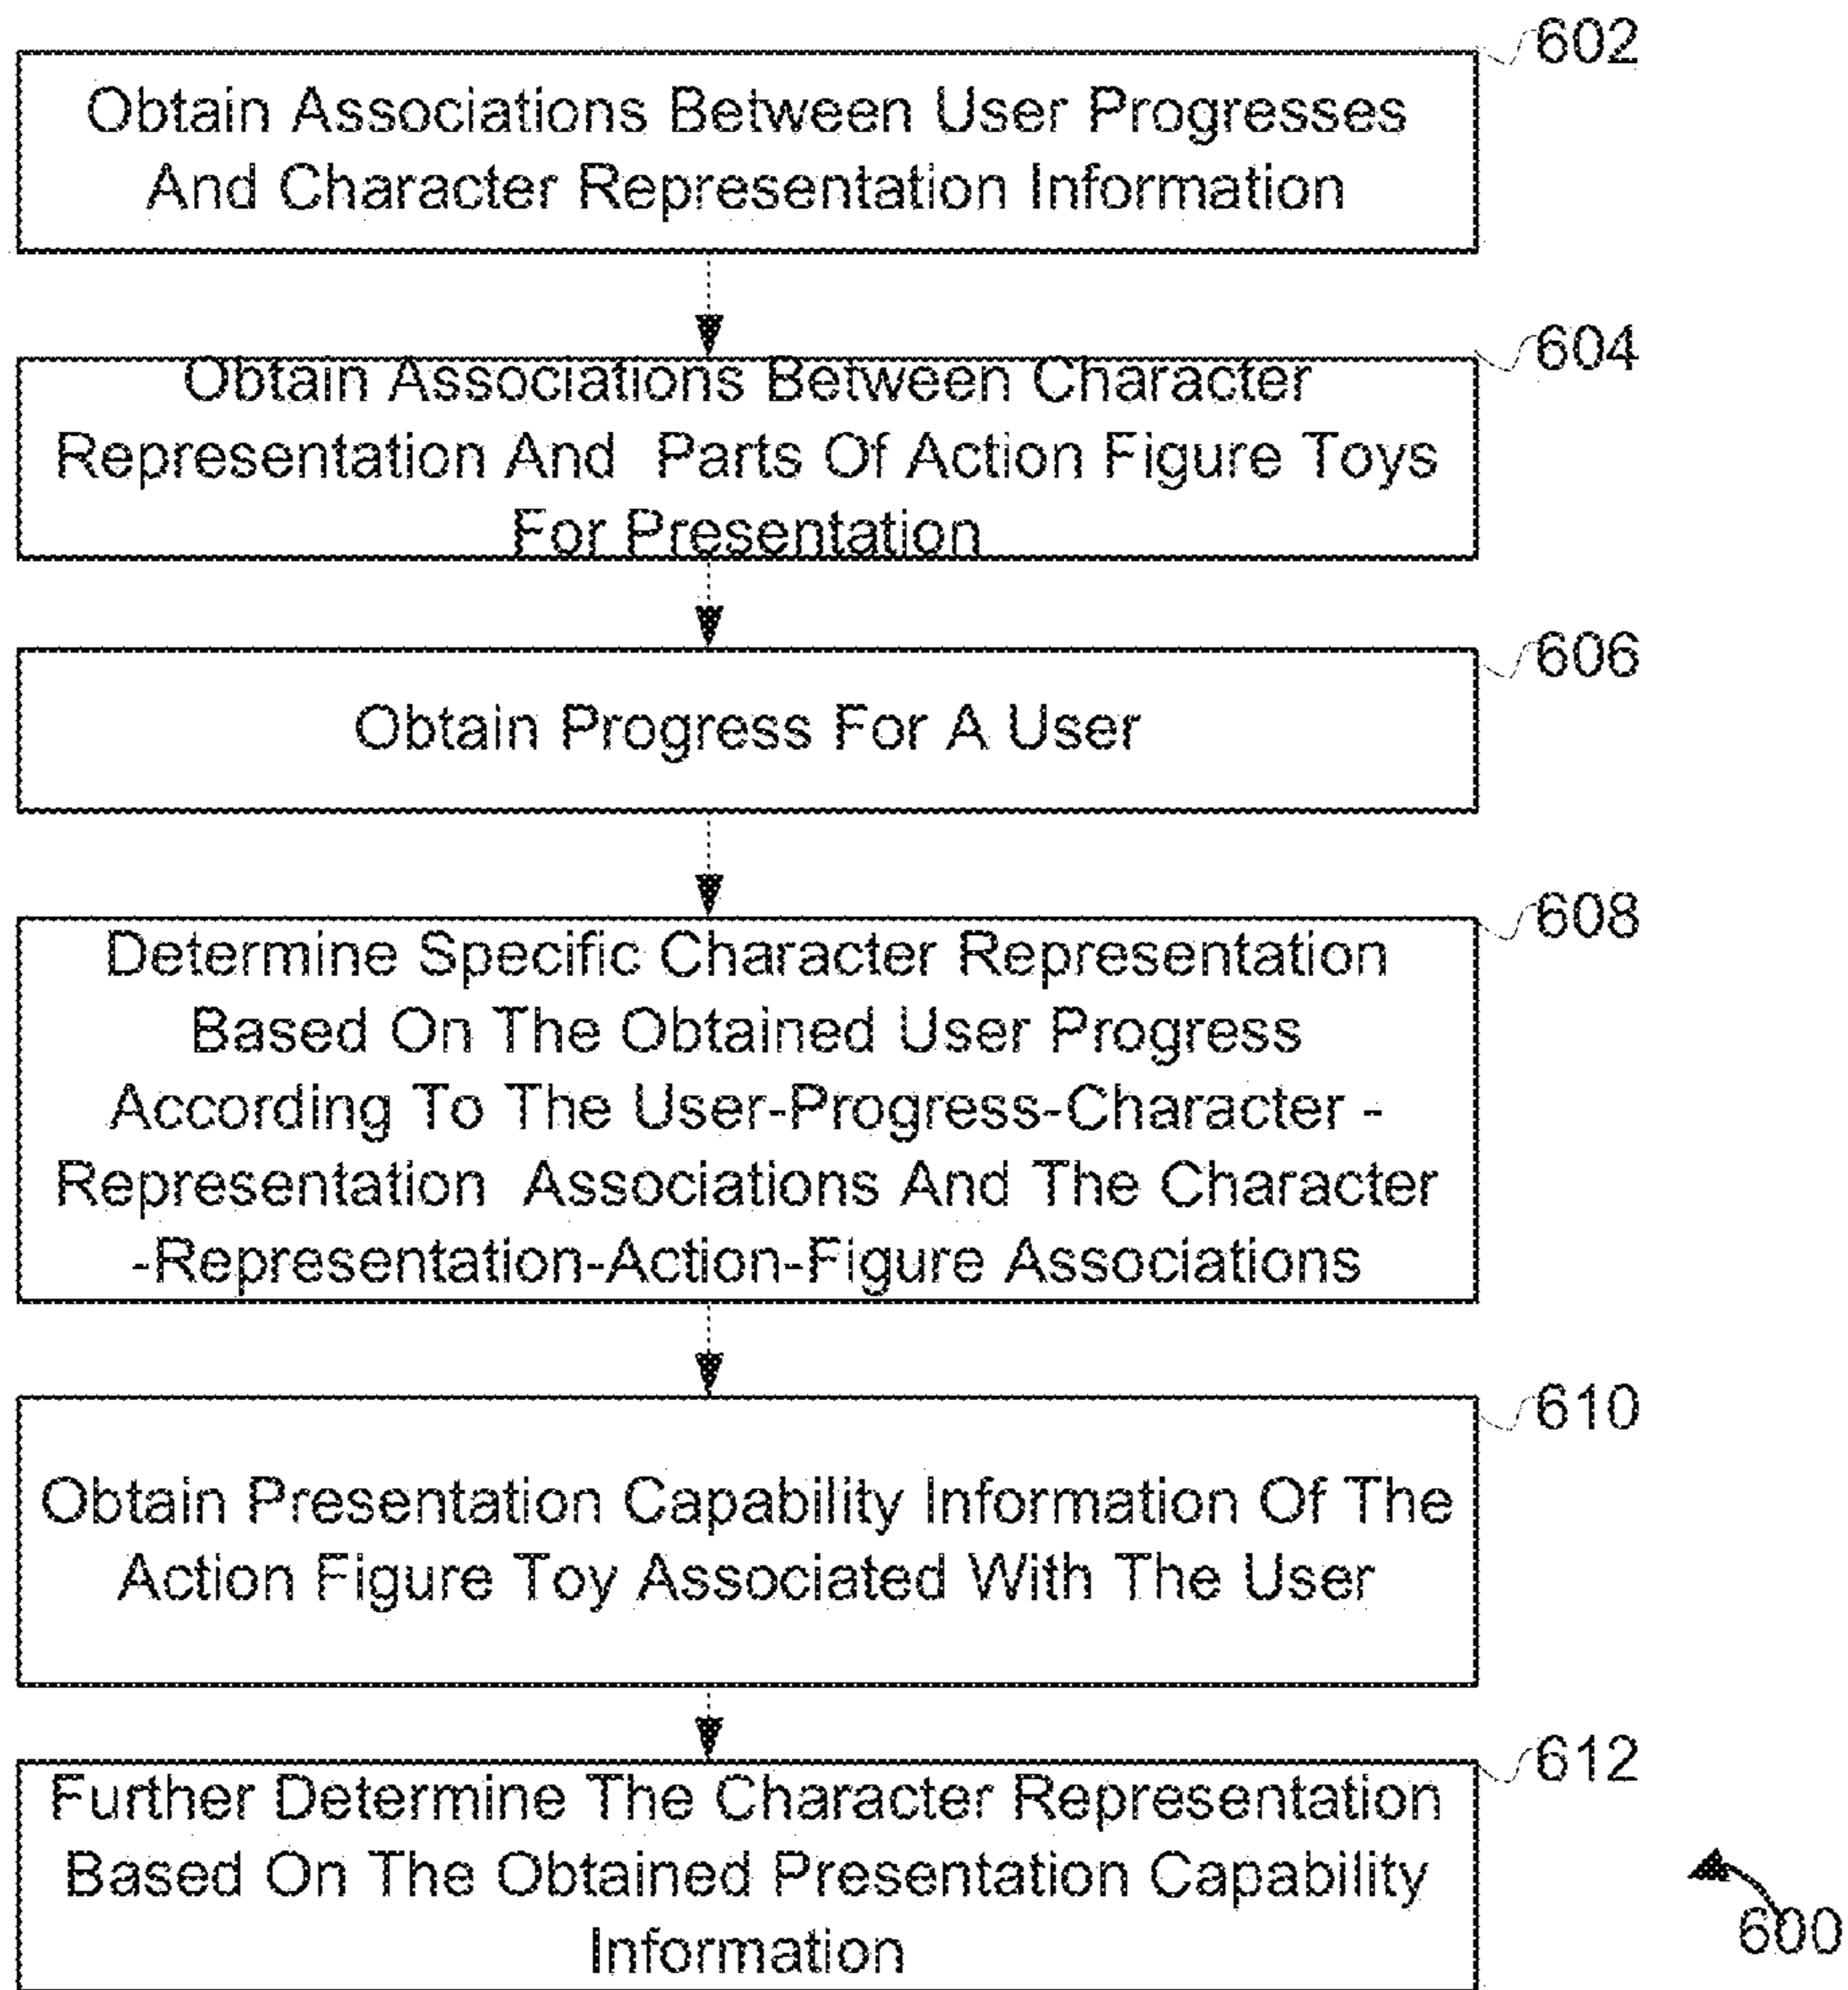 602
Obtain Associations Between User Progresses
And Character Representation Information
604
Obtain Associations Between Character
Representation And Parts Of Action Figure Toys
For Presentation
606
Obtain Progress For A User
608
Determine Specific Character Representation
Based On The Obtained User Progress
According To The User-Progress-Character -
Representation Associations And The Character
-Representation-Action-Figure Associations
610
Obtain Presentation Capability Information Of The
Action Figure Toy Associated With The User
612
Further Determine The Character Representation
Based On The Obtained Presentation Capability
Information
600